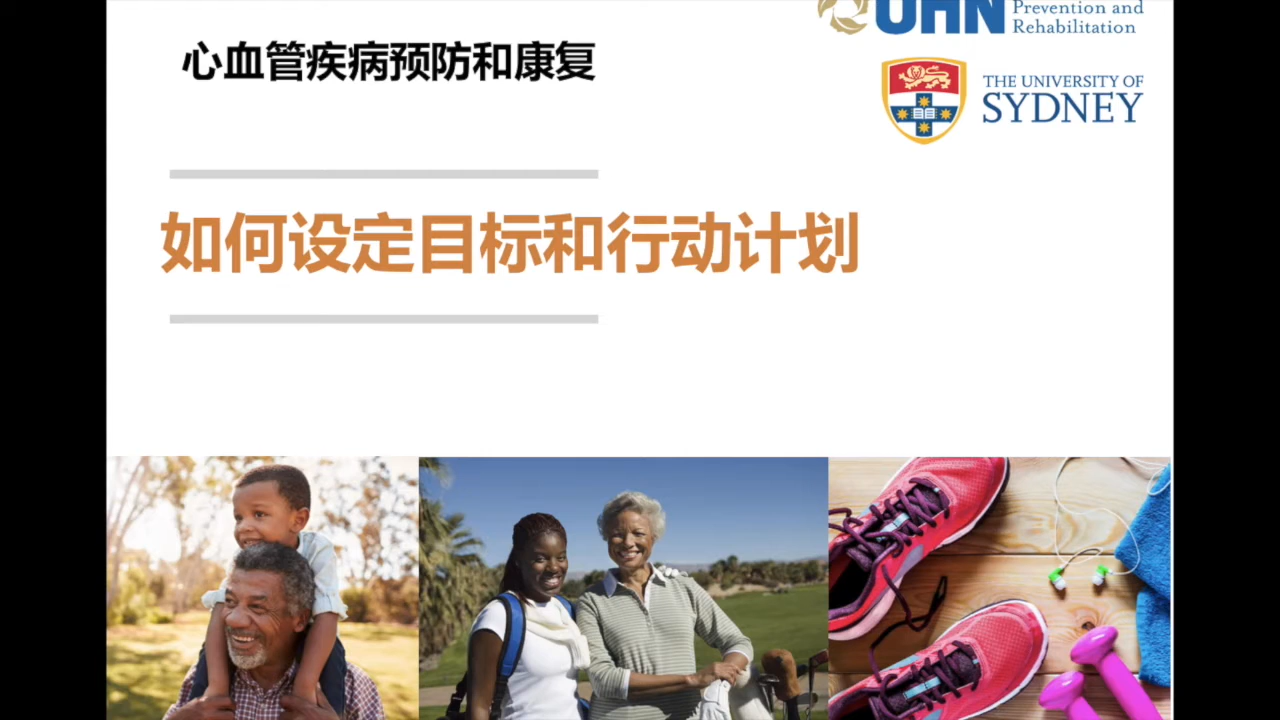 心血管疾病预防和康复
UHN
Prevention and
Rehabilitation
THE UNIVERSITY OF
SYDNEY
如何设定目标和行动计划